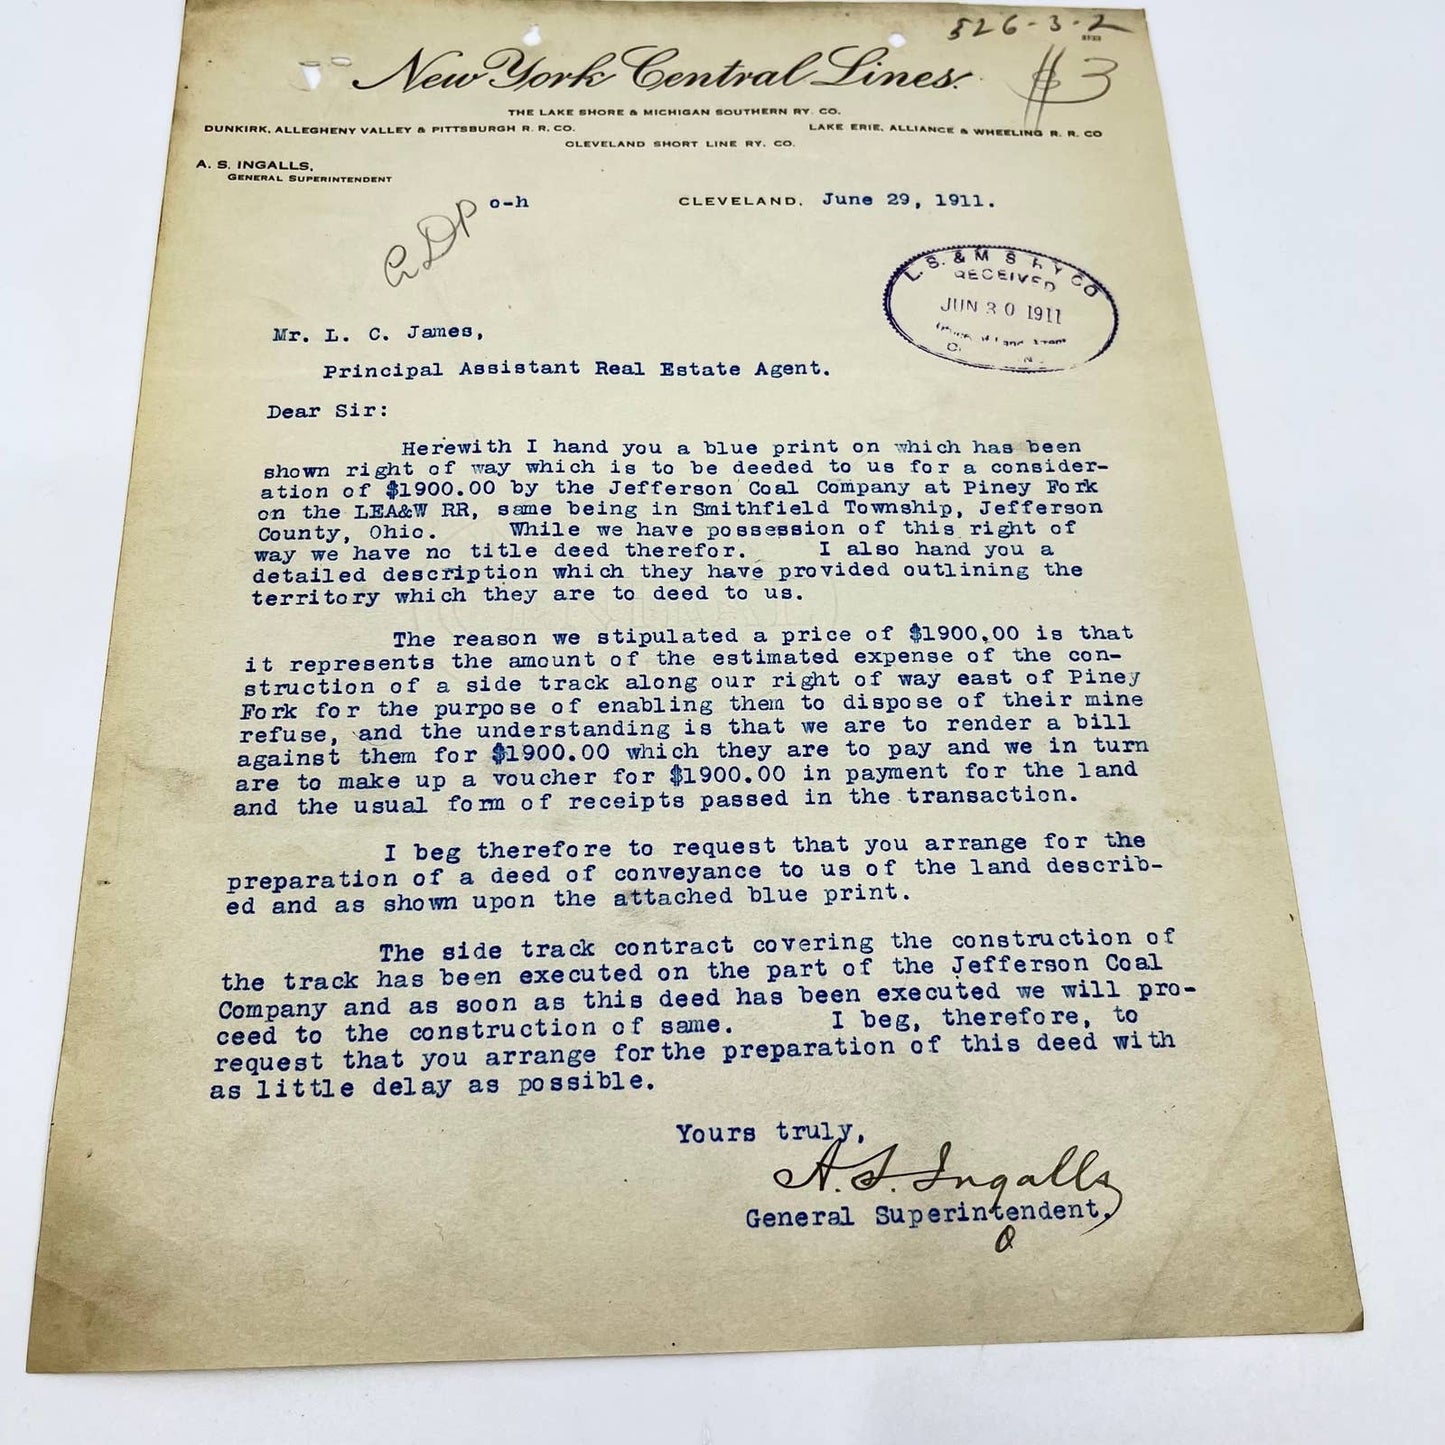 526-3-2
New York Central Lines.
#3
THE LAKE SHORE & MICHIGAN SOUTHERN RY. CO.
DUNKIRK, ALLEGHENY VALLEY & PITTSBURGH R. R. CO.
LAKE ERIE, ALLIANCE & WHEELING R. R. CO
CLEVELAND SHORT LINE RY. CO.
A. S. INGALLS,
GENERAL SUPERINTENDENT
o-h
CLEVELAND, June 29, 1911.
L. S. & M S RY CO
RECEIVED
JUN 30 1911
Mr. L. C. James,
Principal Assistant Real Estate Agent.
Dear Sir:
Herewith I hand you a blue print on which has been
shown right of way which is to be deeded to us for a consider-
ation of $1900.00 by the Jefferson Coal Company at Piney Fork
on the LEA&W RR, same being in Smithfield Township, Jefferson
County, Ohio. While we have possession of this right of
way we have no title deed therefor. I also hand you a
detailed description which they have provided outlining the
territory which they are to deed to us.
The reason we stipulated a price of $1900.00 is that
it represents the amount of the estimated expense of the con-
struction of a side track along our right of way east of Piney
Fork for the purpose of enabling them to dispose of their mine
refuse, and the understanding is that we are to render a bill
against them for $1900.00 which they are to pay and we in turn
are to make up a voucher for $1900.00 in payment for the land
and the usual form of receipts passed in the transaction.
I beg therefore to request that you arrange for the
preparation of a deed of conveyance to us of the land describ-
ed and as shown upon the attached blue print.
The side track contract covering the construction of
the track has been executed on the part of the Jefferson Coal
Company and as soon as this deed has been executed we will pro-
ceed to the construction of same. I beg, therefore, to
request that you arrange forthe preparation of this deed with
as little delay as possible.
Yours truly,
A. S. Ingalls
General Superintendent.